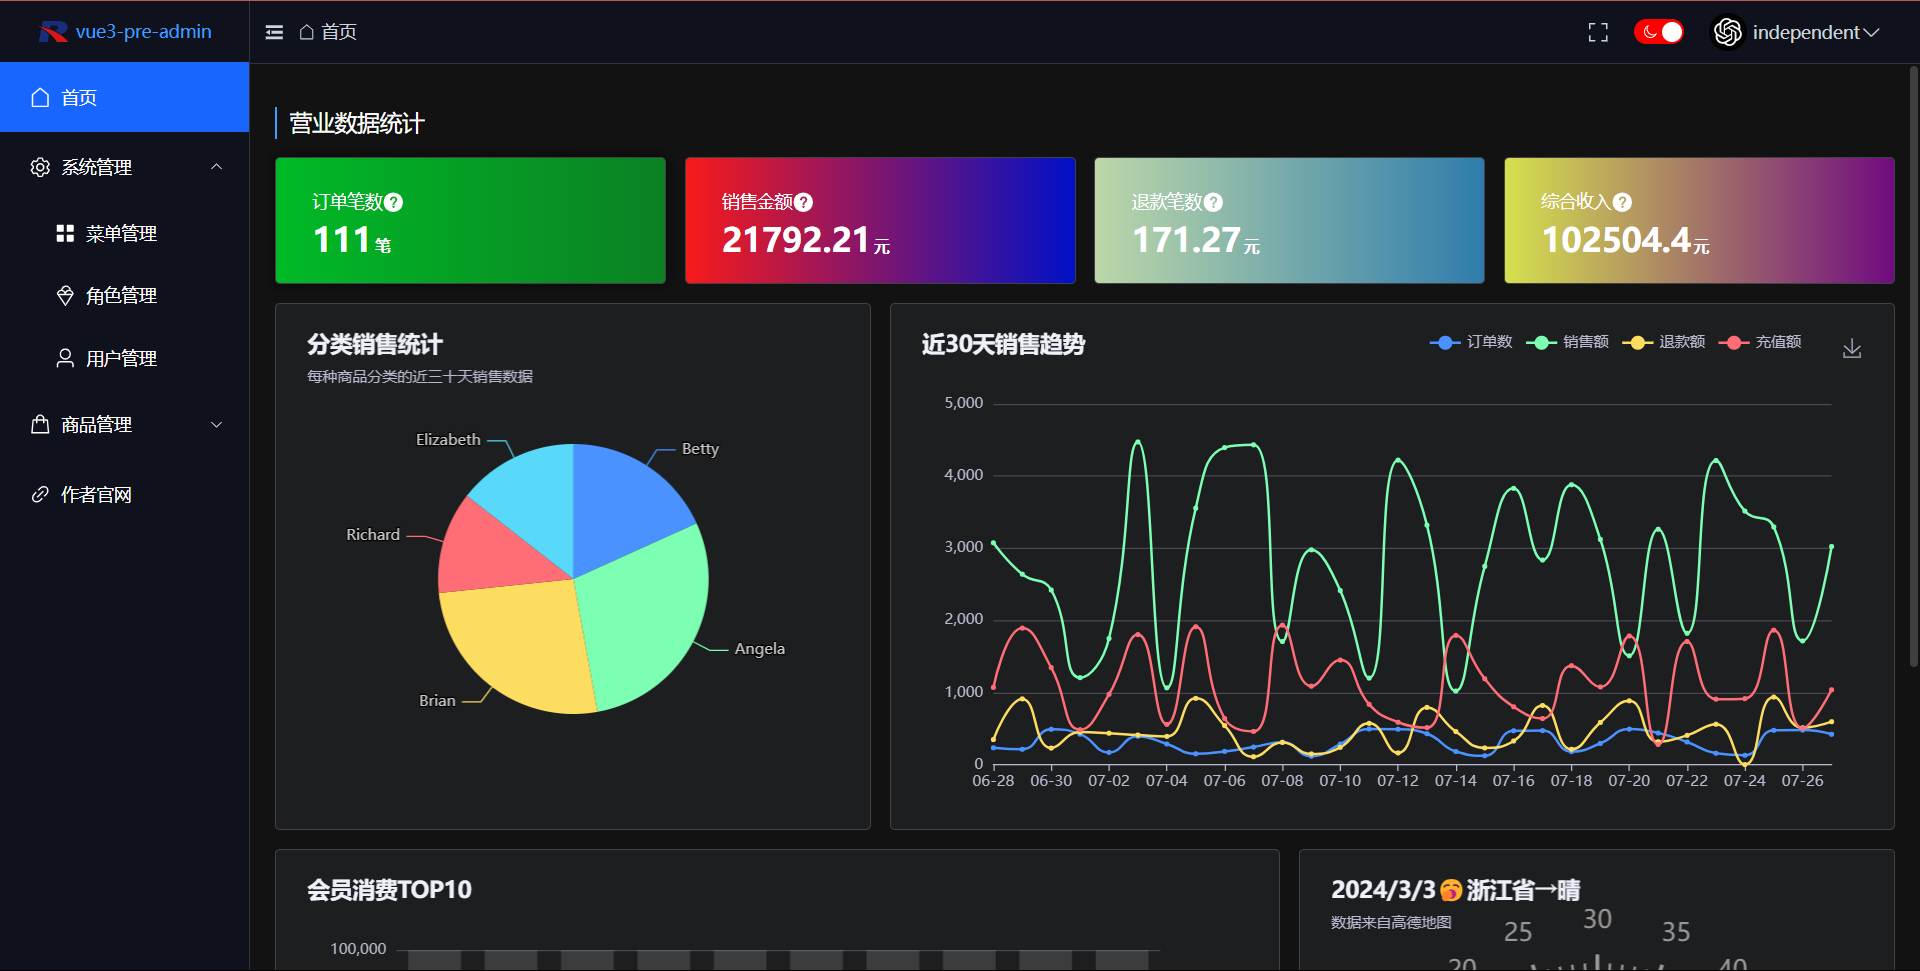 vue3-pre-admin
首页
independent
首页
系统管理
菜单管理
角色管理
用户管理
商品管理
作者官网
营业数据统计
订单笔数?
111笔
销售金额?
21792.21元
退款笔数?
171.27元
综合收入?
102504.4元
分类销售统计
每种商品分类的近三十天销售数据
Elizabeth
Betty
Richard
Angela
Brian
近30天销售趋势
订单数 销售额 退款额 充值额
5,000
4,000
3,000
2,000
1,000
0
06-28 06-30 07-02 07-04 07-06 07-08 07-10 07-12 07-14 07-16 07-18 07-20 07-22 07-24 07-26
会员消费TOP10
100,000
2024/3/3🥱浙江省→晴
数据来自高德地图
20 25 30 35 40